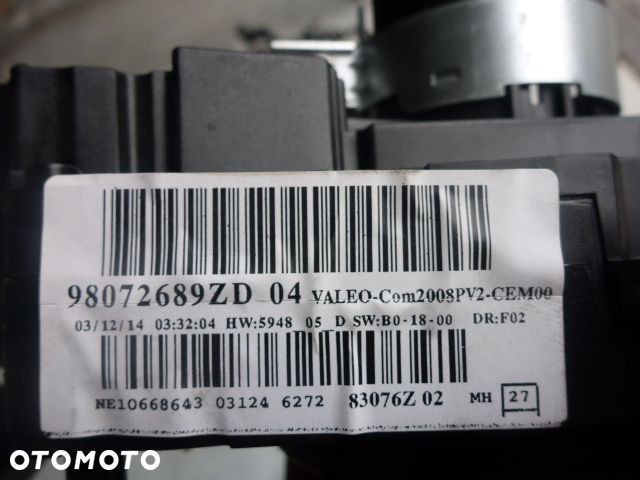 98072689ZD 04 VALEO-Com2008PV2-CEM00
03/12/14 03:32:04 HW:5948 05_D SW:B0-18-00 DR:F02
NE10668643 03124 6272 83076Z 02 MH 27
OTOMOTO